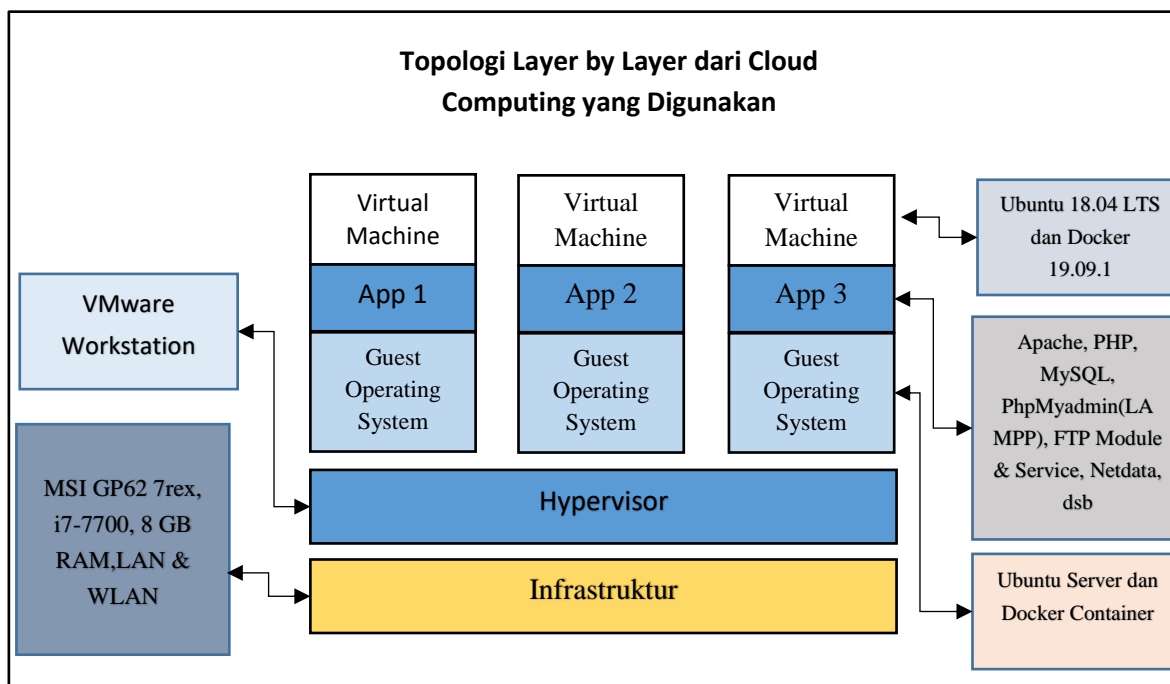 Topologi Layer by Layer dari Cloud
Computing yang Digunakan
Virtual
Machine
App 1
Guest
Operating
System
Virtual
Machine
App 2
Guest
Operating
System
Virtual
Machine
App 3
Guest
Operating
System
Hypervisor
Infrastruktur
VMware
Workstation
MSI GP62 7rex,
i7-7700, 8 GB
RAM,LAN &
WLAN
Ubuntu 18.04 LTS
dan Docker
19.09.1
Apache, PHP,
MySQL,
PhpMyadmin(LA
MPP), FTP Module
& Service, Netdata,
dsb
Ubuntu Server dan
Docker Container